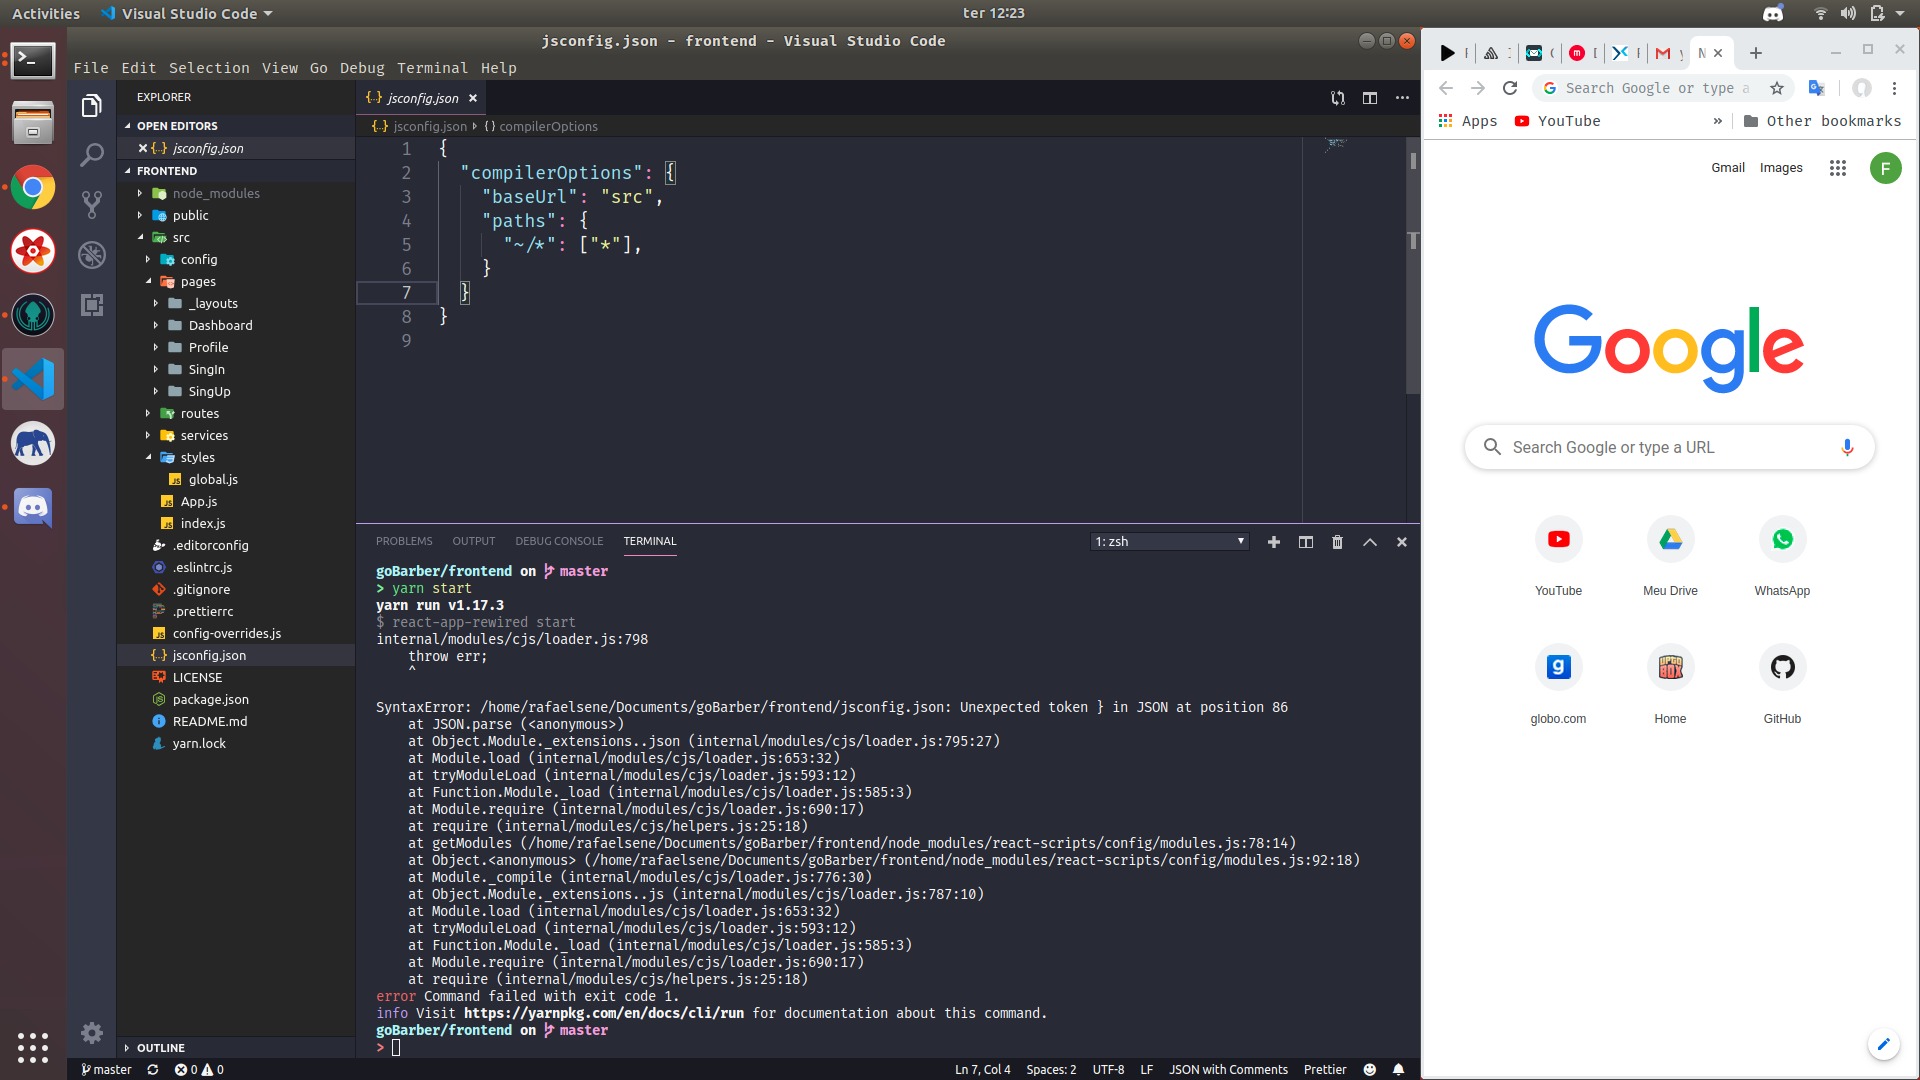 Activities
Visual Studio Code
ter 12:23
jsconfig.json - frontend - Visual Studio Code
File Edit Selection View Go Debug Terminal Help
EXPLORER
OPEN EDITORS
jsconfig.json
FRONTEND
node_modules
public
src
config
pages
_layouts
Dashboard
Profile
SingIn
SingUp
routes
services
styles
global.js
App.js
index.js
.editorconfig
.eslintrc.js
.gitignore
.prettierrc
config-overrides.js
jsconfig.json
LICENSE
package.json
README.md
yarn.lock
OUTLINE
jsconfig.json
jsconfig.json {} compilerOptions
1 {
2 "compilerOptions": {
3 "baseUrl": "src",
4 "paths": {
5 "~/*": ["*"],
6 }
7 }
8 }
9
PROBLEMS OUTPUT DEBUG CONSOLE TERMINAL
1: zsh
goBarber/frontend on master
> yarn start
yarn run v1.17.3
$ react-app-rewired start
internal/modules/cjs/loader.js:798
throw err;
^
SyntaxError: /home/rafaelsene/Documents/goBarber/frontend/jsconfig.json: Unexpected token } in JSON at position 86
at JSON.parse (<anonymous>)
at Object.Module._extensions..json (internal/modules/cjs/loader.js:795:27)
at Module.load (internal/modules/cjs/loader.js:653:32)
at tryModuleLoad (internal/modules/cjs/loader.js:593:12)
at Function.Module._load (internal/modules/cjs/loader.js:585:3)
at Module.require (internal/modules/cjs/loader.js:690:17)
at require (internal/modules/cjs/helpers.js:25:18)
at getModules (/home/rafaelsene/Documents/goBarber/frontend/node_modules/react-scripts/config/modules.js:78:14)
at Object.<anonymous> (/home/rafaelsene/Documents/goBarber/frontend/node_modules/react-scripts/config/modules.js:92:18)
at Module._compile (internal/modules/cjs/loader.js:776:30)
at Object.Module._extensions..js (internal/modules/cjs/loader.js:787:10)
at Module.load (internal/modules/cjs/loader.js:653:32)
at tryModuleLoad (internal/modules/cjs/loader.js:593:12)
at Function.Module._load (internal/modules/cjs/loader.js:585:3)
at Module.require (internal/modules/cjs/loader.js:690:17)
at require (internal/modules/cjs/helpers.js:25:18)
error Command failed with exit code 1.
info Visit https://yarnpkg.com/en/docs/cli/run for documentation about this command.
goBarber/frontend on master
>
master 0 0
Ln 7, Col 4 Spaces: 2 UTF-8 LF JSON with Comments Prettier
Search Google or type a
Apps YouTube » Other bookmarks
Gmail Images F
Google
Search Google or type a URL
YouTube Meu Drive WhatsApp
globo.com Home GitHub